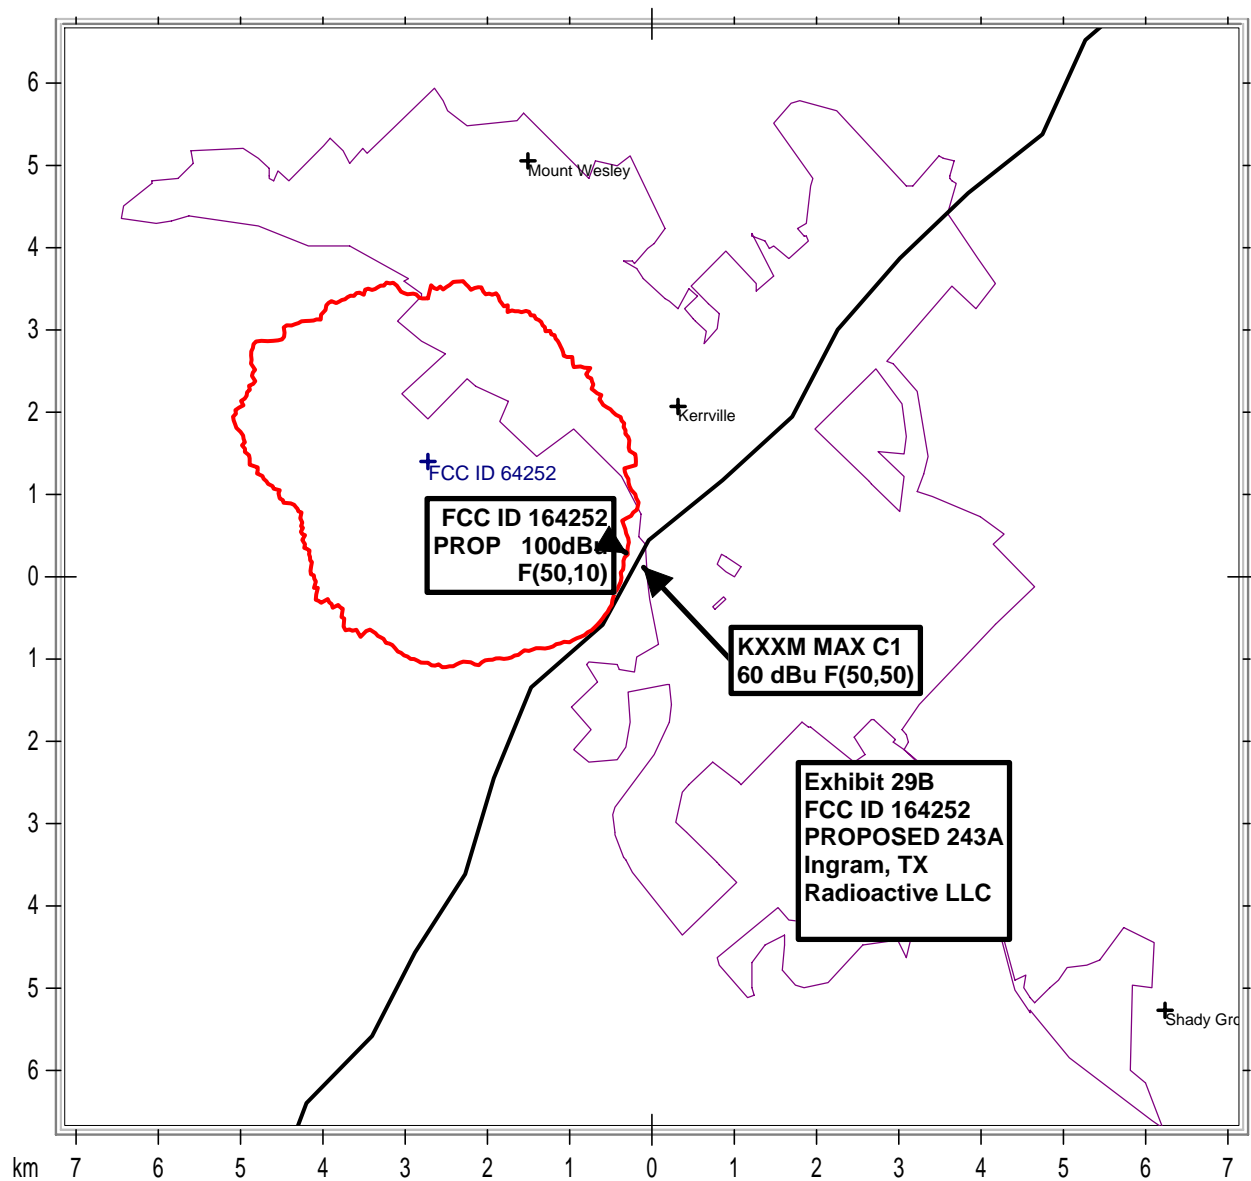 6
5
4
3
2
1
0
1
2
3
4
5
6
Mount Wesley
Kerrville
FCC ID 64252
FCC ID 164252
PROP 100dBu
F(50,10)
KXXM MAX C1
60 dBu F(50,50)
Exhibit 29B
FCC ID 164252
PROPOSED 243A
Ingram, TX
Radioactive LLC
Shady Gro
km 7 6 5 4 3 2 1 0 1 2 3 4 5 6 7